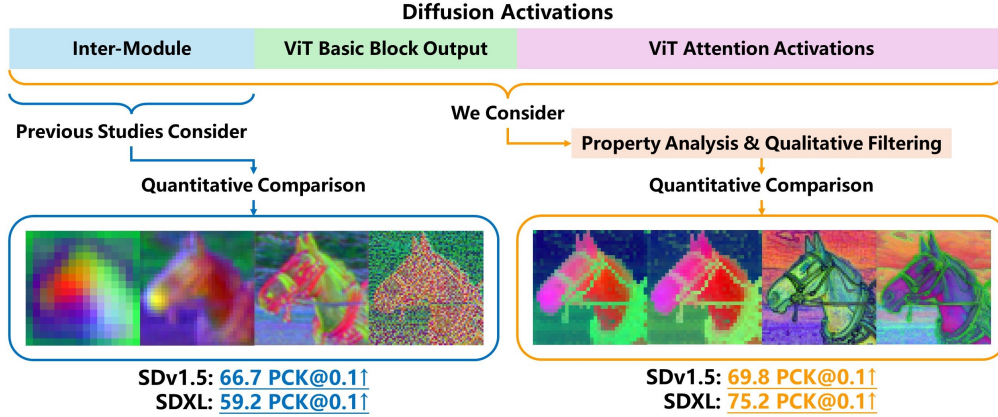 Diffusion Activations
Inter-Module
ViT Basic Block Output
ViT Attention Activations
Previous Studies Consider
We Consider
Property Analysis & Qualitative Filtering
Quantitative Comparison
Quantitative Comparison
SDv1.5: 66.7 PCK@0.1↑
SDXL: 59.2 PCK@0.1↑
SDv1.5: 69.8 PCK@0.1↑
SDXL: 75.2 PCK@0.1↑